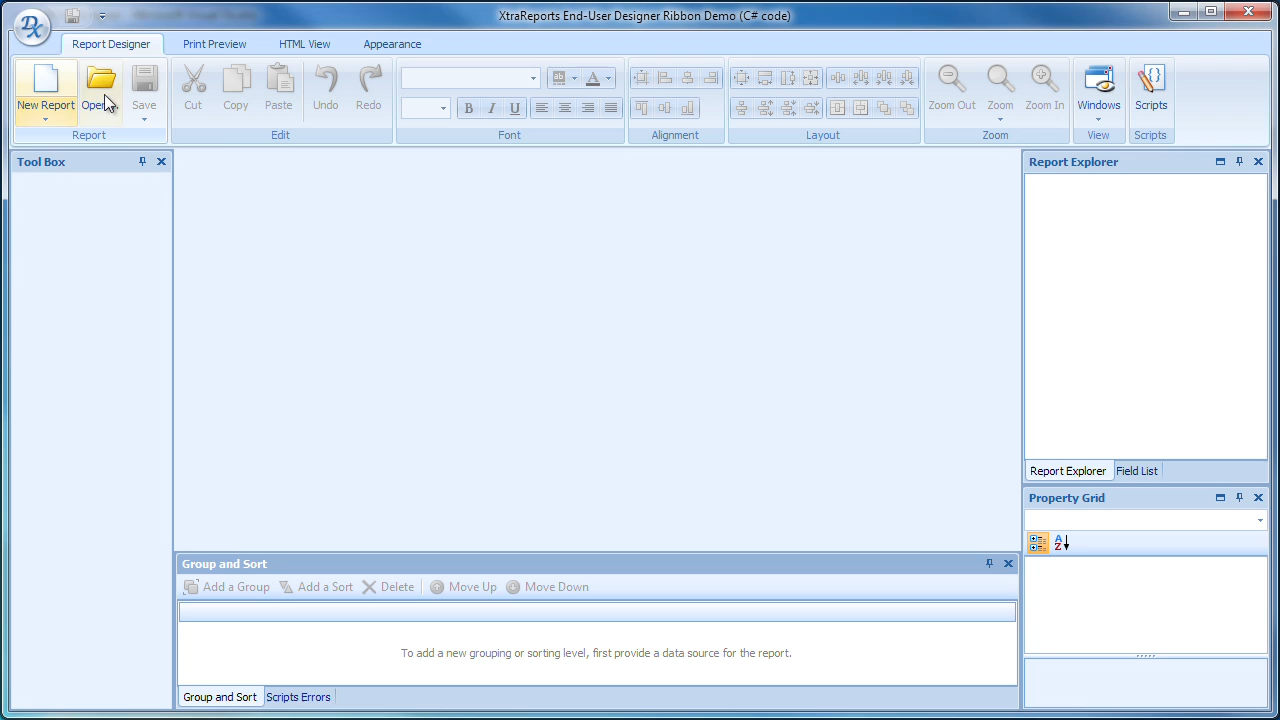 XtraReports End-User Designer Ribbon Demo (C# code)
DX
Report Designer
Print Preview
HTML View
Appearance
New Report
Open
Save
Cut
Copy
Paste
Undo
Redo
ab
A
B
I
U
Zoom Out
Zoom
Zoom In
Windows
Scripts
Report
Edit
Font
Alignment
Layout
Zoom
View
Scripts
Tool Box
Report Explorer
Report Explorer
Field List
Property Grid
A
Z
Group and Sort
Add a Group
Add a Sort
Delete
Move Up
Move Down
To add a new grouping or sorting level, first provide a data source for the report.
Group and Sort
Scripts Errors